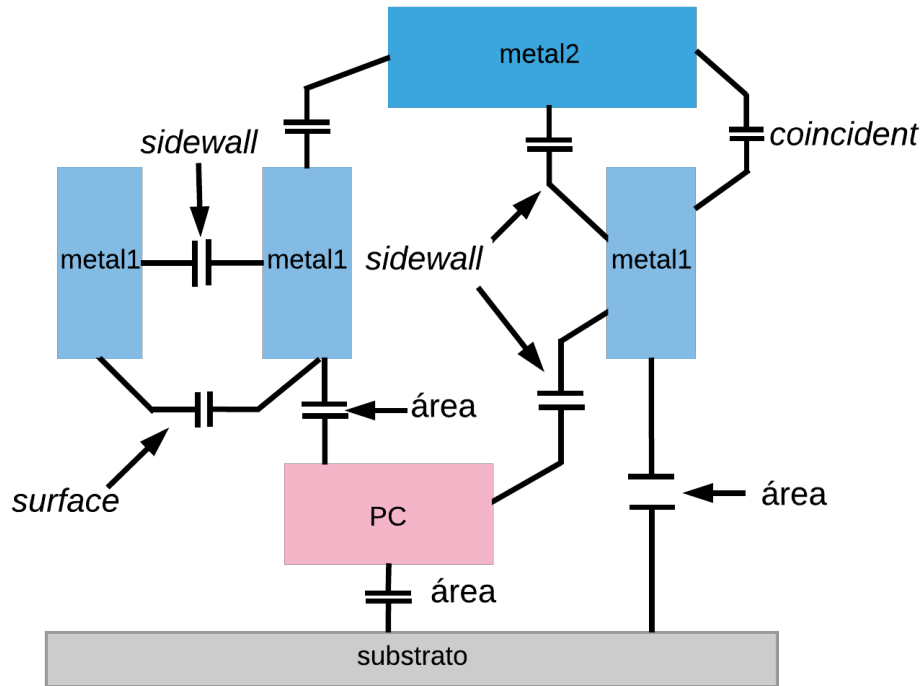 metal2
sidewall
coincident
metal1
metal1
sidewall
metal1
área
surface
PC
área
área
substrato